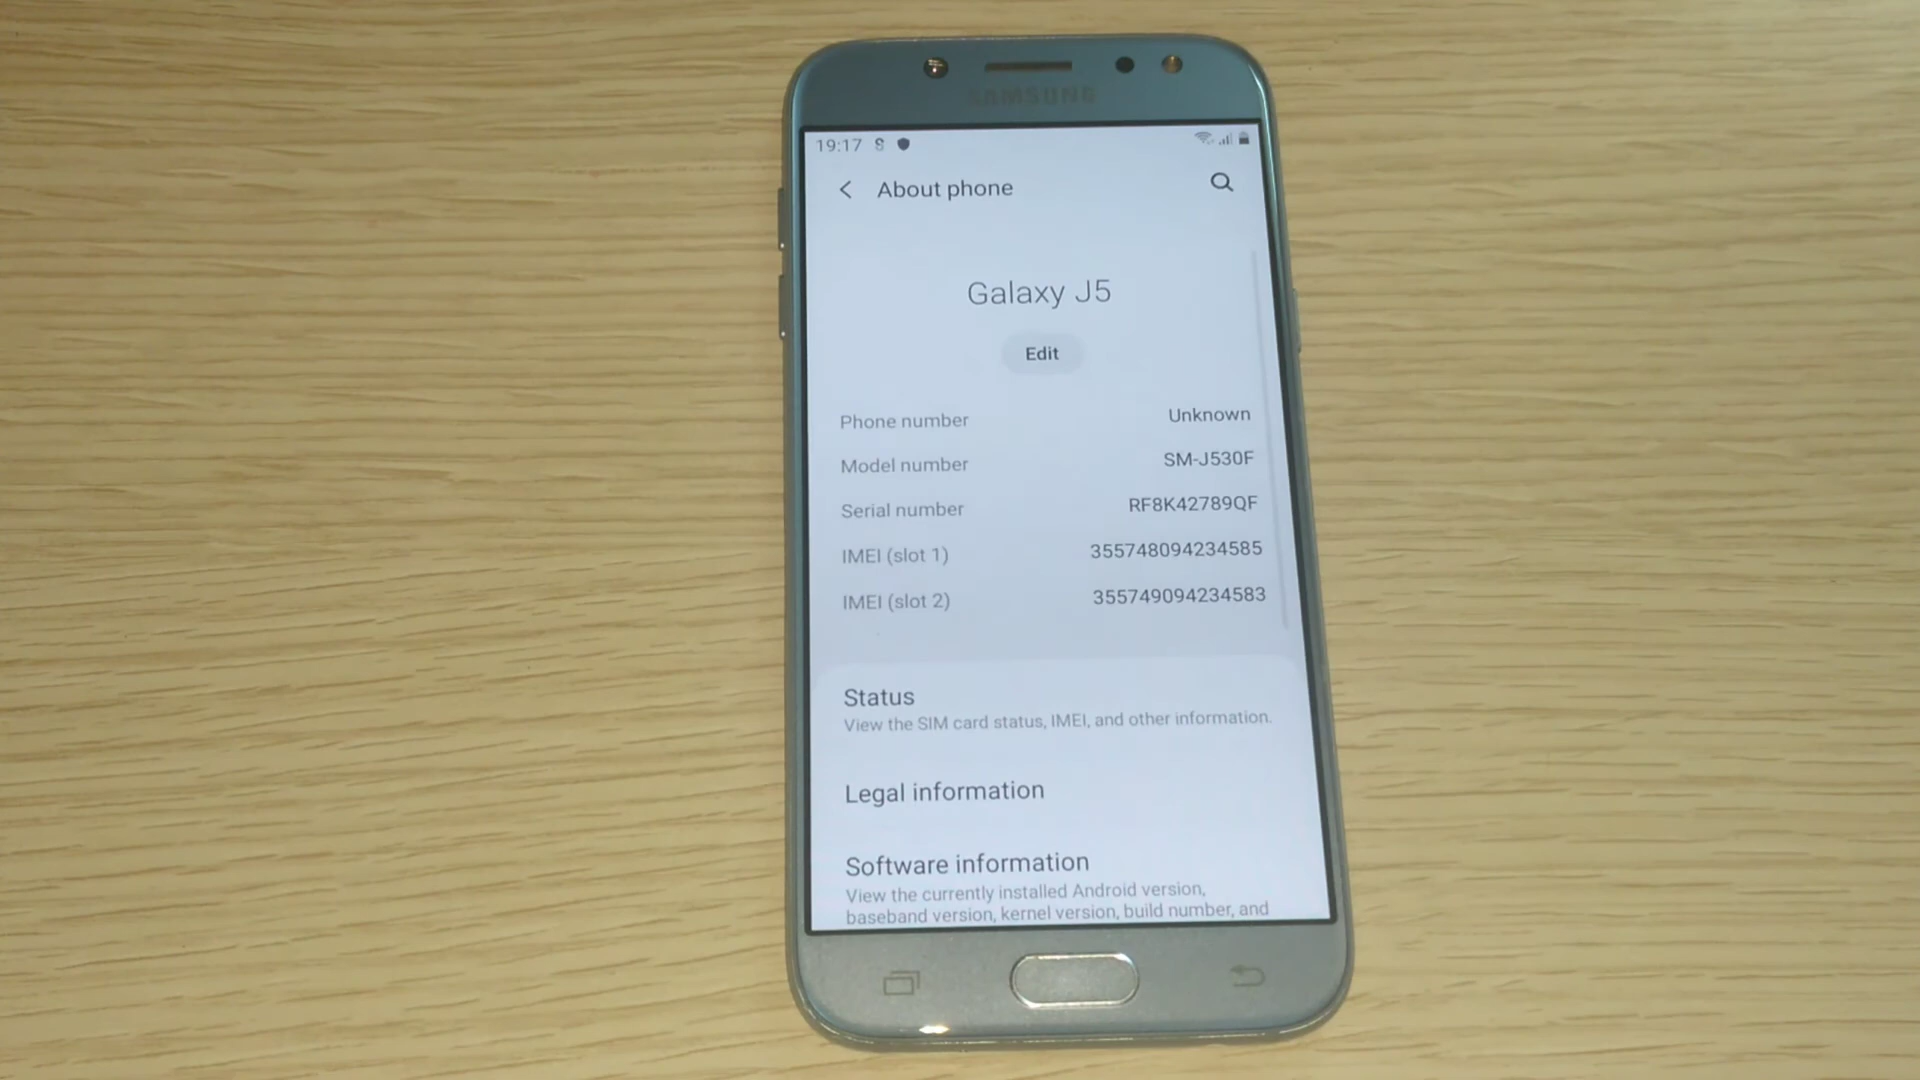 SAMSUNG
19:17
About phone
Galaxy J5
Edit
Phone number Unknown
Model number SM-J530F
Serial number RF8K42789QF
IMEI (slot 1) 355748094234585
IMEI (slot 2) 355749094234583
Status
View the SIM card status, IMEI, and other information.
Legal information
Software information
View the currently installed Android version,
baseband version, kernel version, build number, and